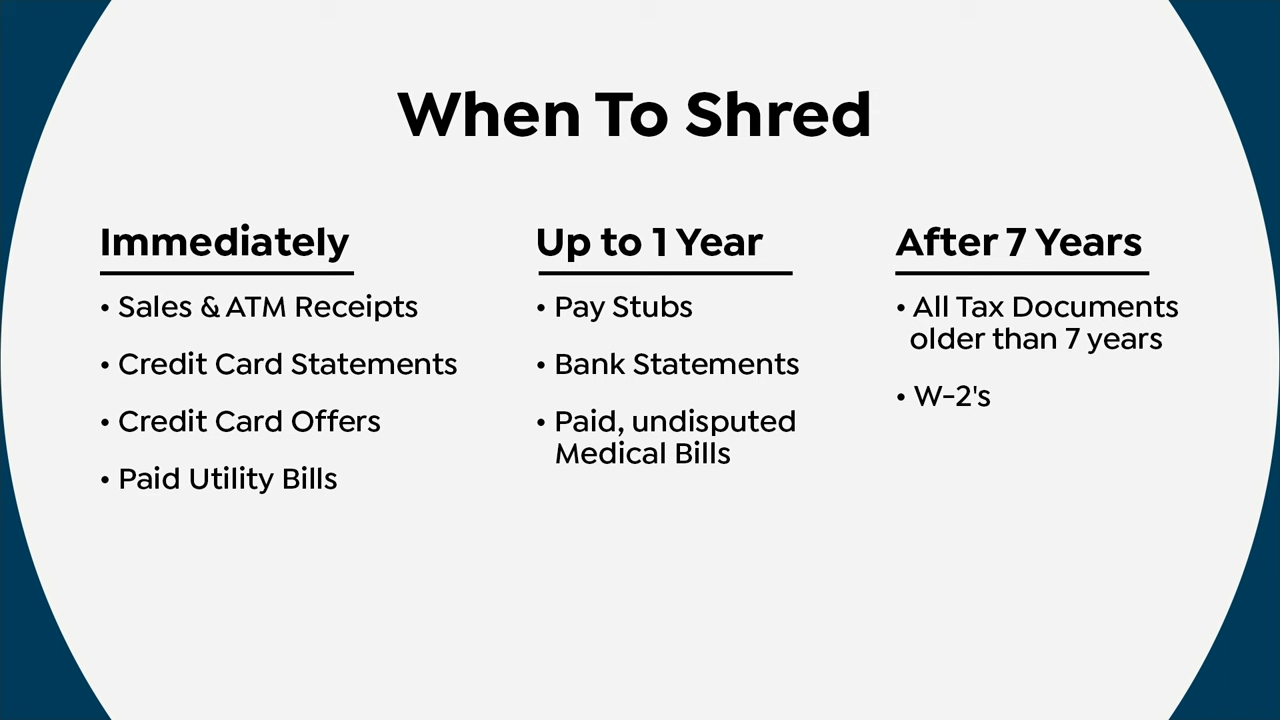 When To Shred
Immediately
• Sales & ATM Receipts
• Credit Card Statements
• Credit Card Offers
• Paid Utility Bills
Up to 1 Year
• Pay Stubs
• Bank Statements
• Paid, undisputed
Medical Bills
After 7 Years
• All Tax Documents
older than 7 years
• W-2's